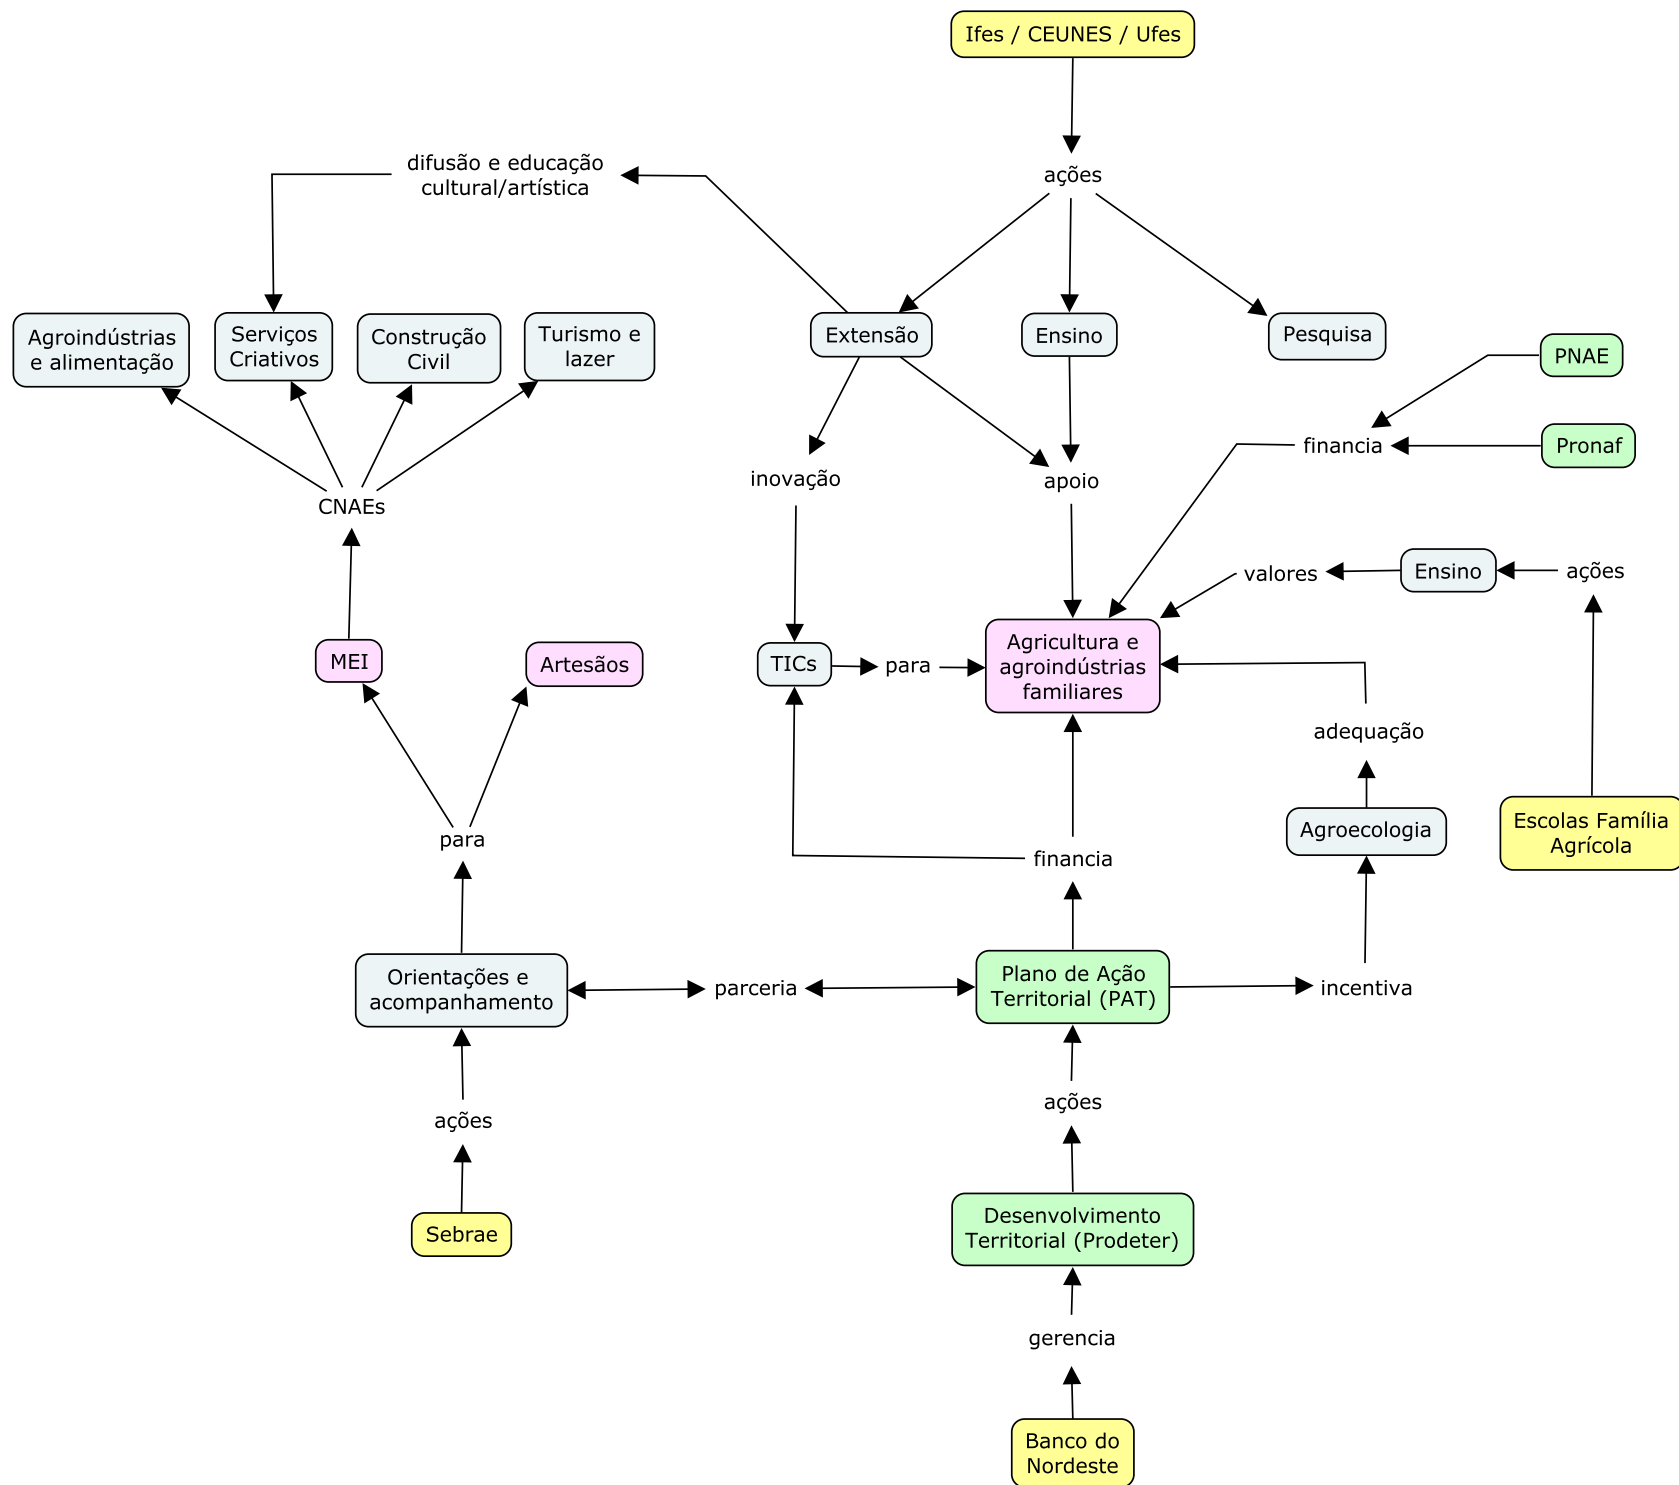 Ifes / CEUNES / Ufes
ações
difusão e educação
cultural/artística
Agroindústrias
e alimentação
Serviços
Criativos
Construção
Civil
Turismo e
lazer
Extensão
Ensino
Pesquisa
PNAE
Pronaf
financia
CNAEs
inovação
apoio
valores
Ensino
ações
MEI
Artesãos
TICs
para
Agricultura e
agroindústrias
familiares
adequação
para
financia
Agroecologia
Escolas Família
Agrícola
Orientações e
acompanhamento
parceria
Plano de Ação
Territorial (PAT)
incentiva
ações
ações
Sebrae
Desenvolvimento
Territorial (Prodeter)
gerencia
Banco do
Nordeste